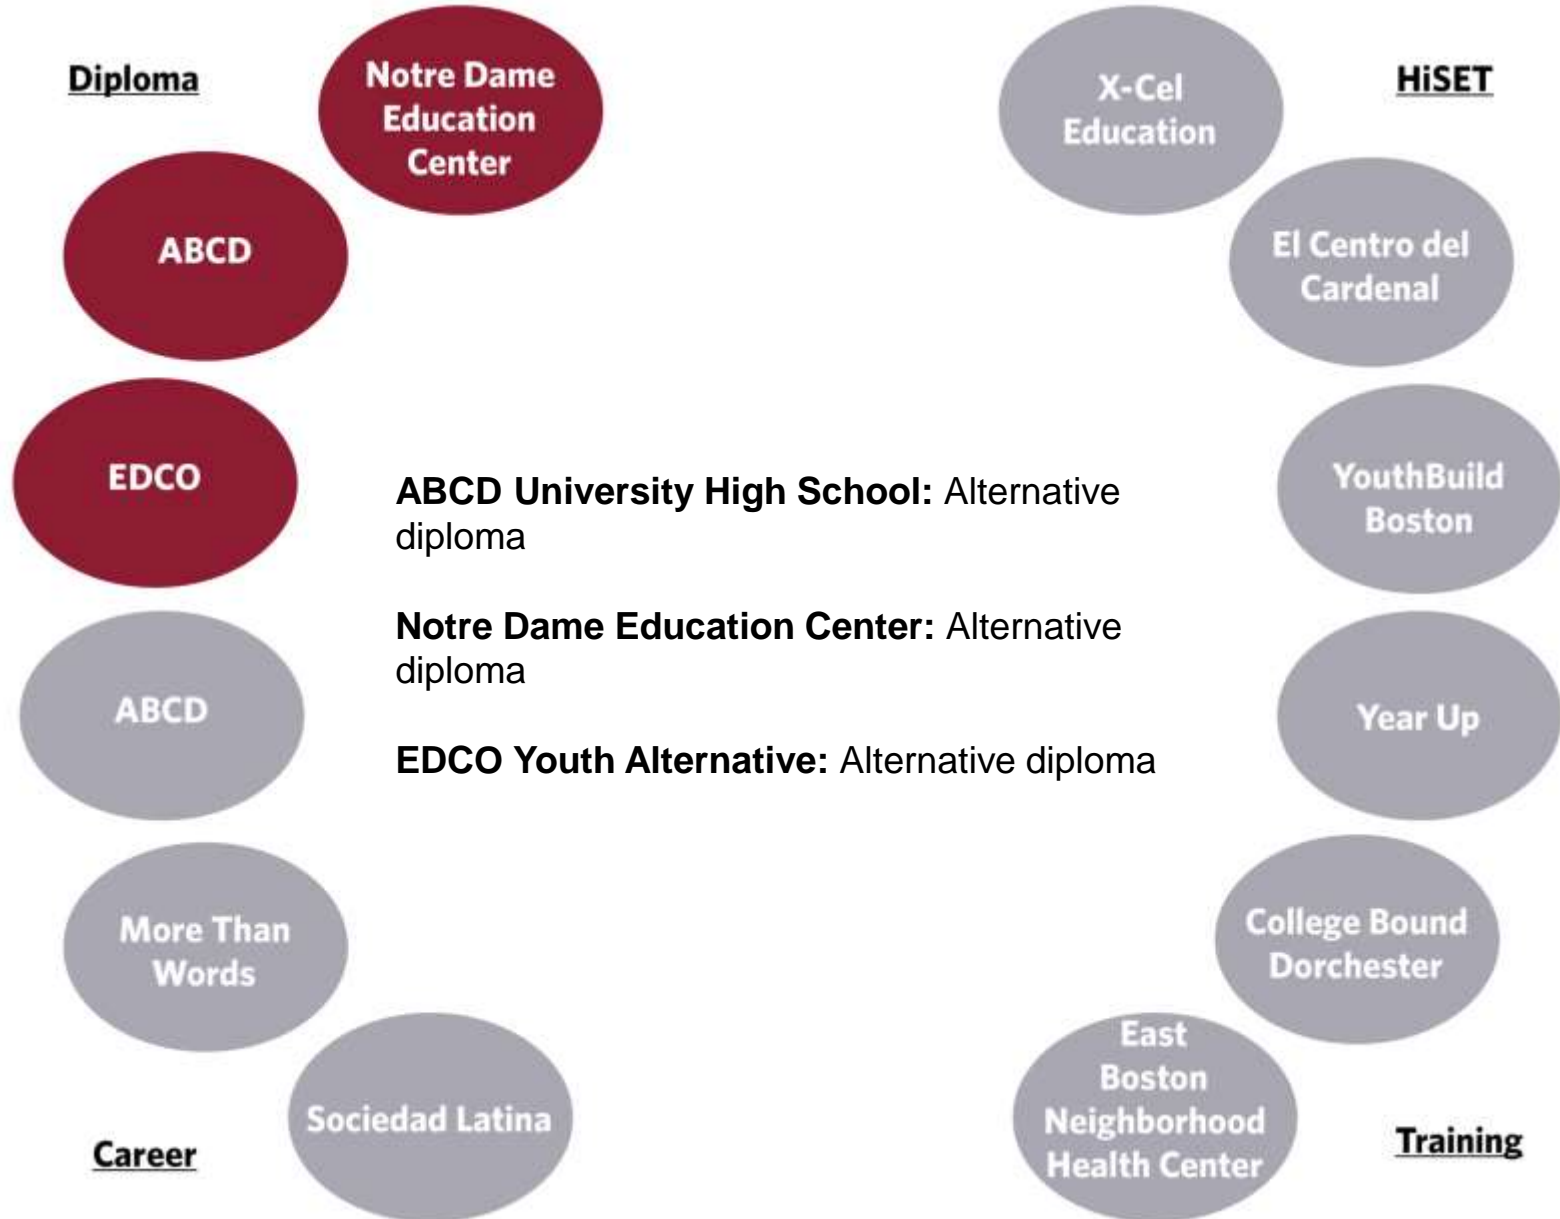 Diploma
Notre Dame
Education
Center
ABCD
EDCO
ABCD
More Than
Words
Sociedad Latina
Career
ABCD University High School: Alternative
diploma
Notre Dame Education Center: Alternative
diploma
EDCO Youth Alternative: Alternative diploma
HiSET
X-Cel
Education
El Centro del
Cardenal
YouthBuild
Boston
Year Up
College Bound
Dorchester
East
Boston
Neighborhood
Health Center
Training